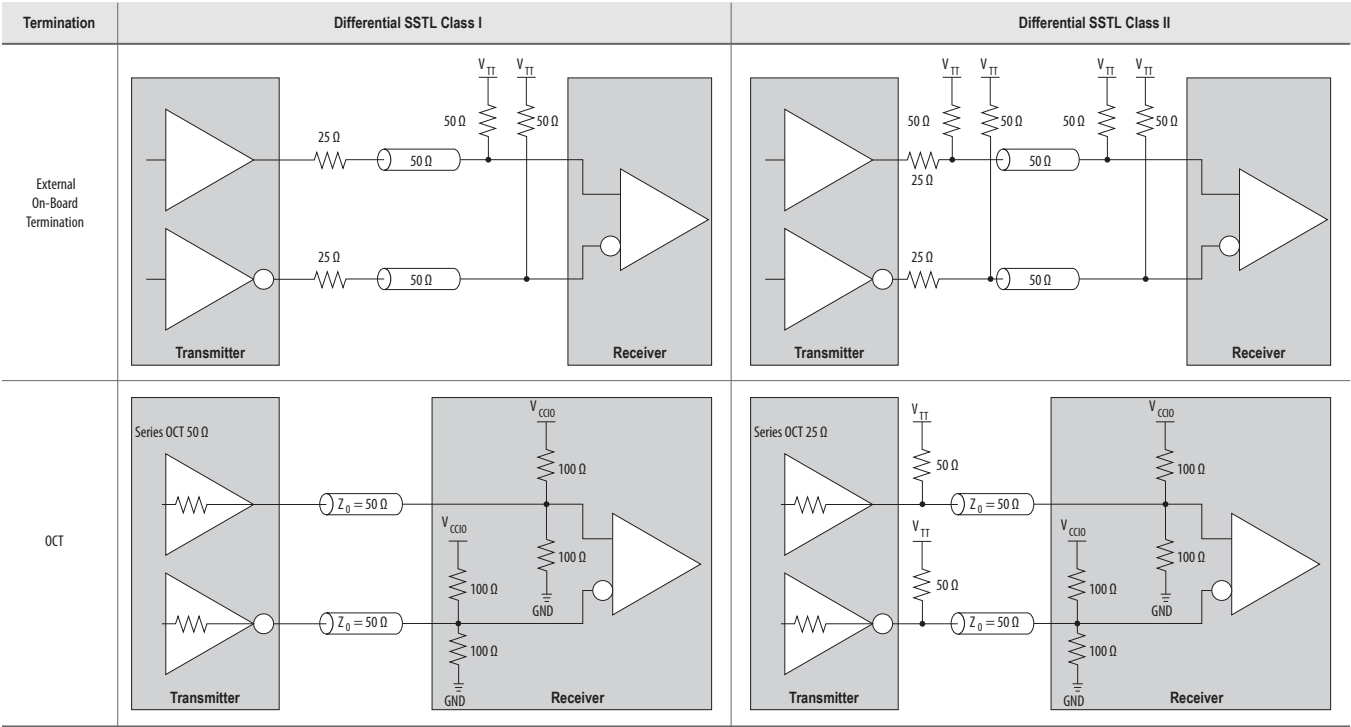 Termination
Differential SSTL Class I
Differential SSTL Class II
External
On-Board
Termination
V TT
V TT
50 Ω
50 Ω
25 Ω
50 Ω
25 Ω
50 Ω
Transmitter
Receiver
V TT
V TT
V TT
V TT
50 Ω
50 Ω
50 Ω
50 Ω
50 Ω
25 Ω
25 Ω
50 Ω
Transmitter
Receiver
OCT
Series OCT 50 Ω
V CCIO
100 Ω
Z 0 = 50 Ω
V CCIO
100 Ω
100 Ω
GND
Z 0 = 50 Ω
100 Ω
GND
Transmitter
Receiver
Series OCT 25 Ω
V TT
V CCIO
50 Ω
100 Ω
Z 0 = 50 Ω
V TT
V CCIO
100 Ω
50 Ω
100 Ω
GND
Z 0 = 50 Ω
100 Ω
GND
Transmitter
Receiver